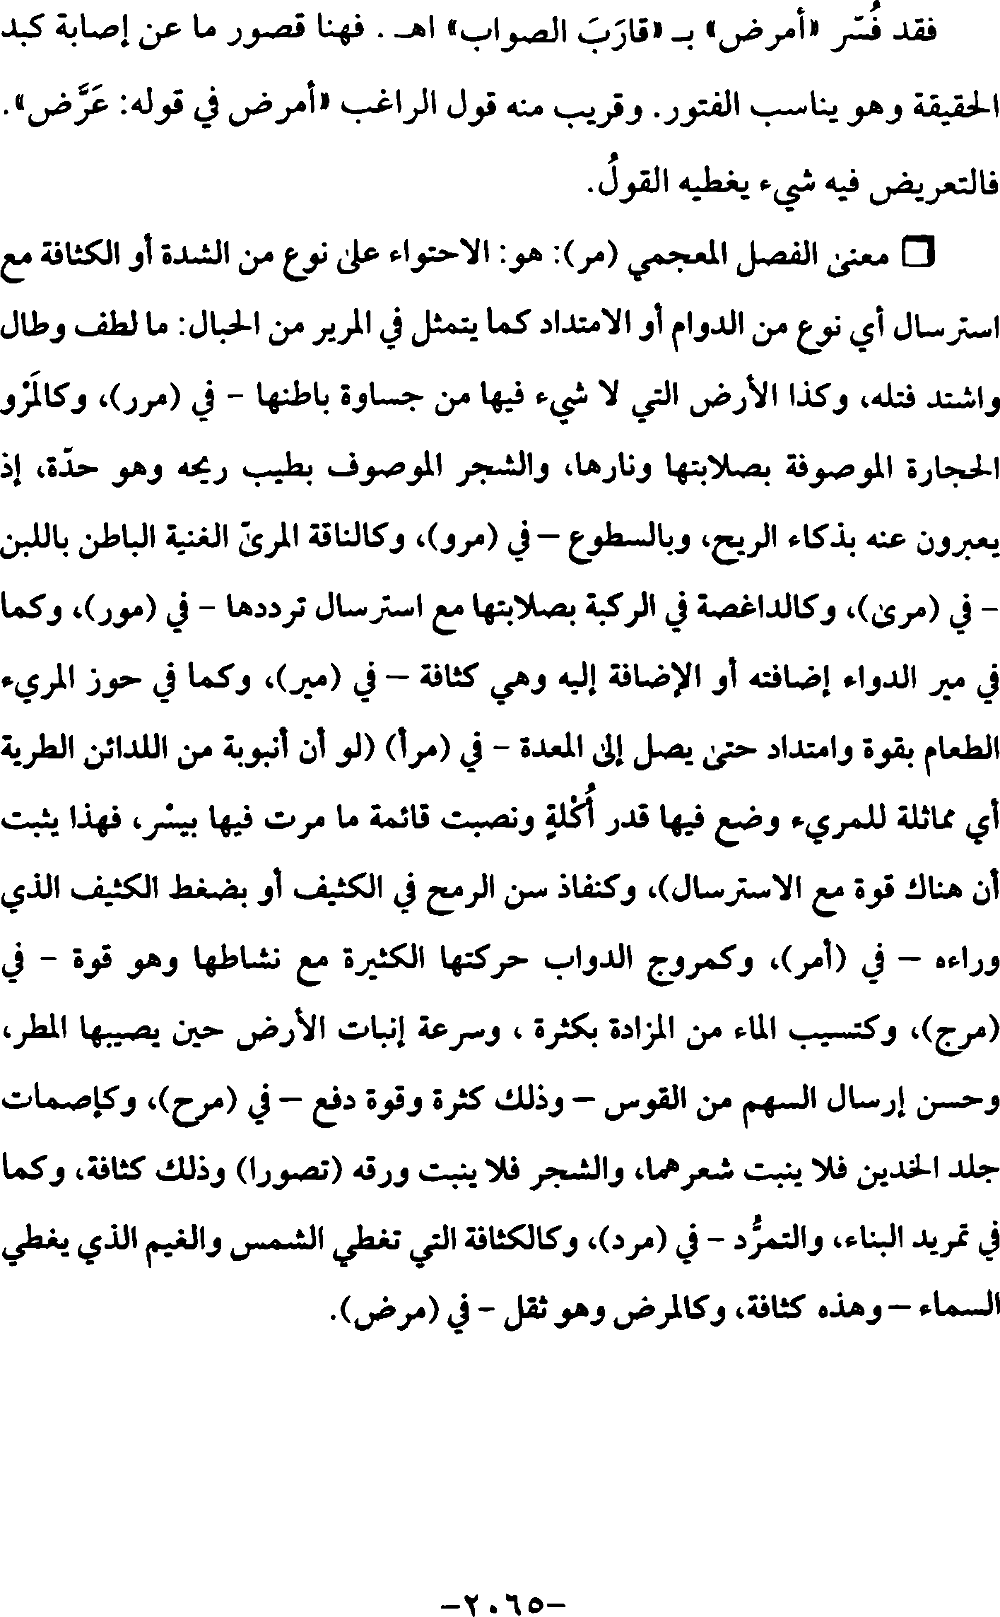 فقد فُسّر «أمرض» بـ «قارَبَ الصواب» اهـ . فهنا قصور ما عن إصابة كبد
الحقيقة وهو يناسب الفتور. وقريب منه قول الراغب «أمرض في قوله: عَرَّض».
فالتعريض فيه شيء يغطيه القولُ.
❒ معنى الفصل المعجمي (مر): هو: الاحتواء على نوع من الشدة أو الكثافة مع
استرسال أي نوع من الدوام أو الامتداد كما يتمثل في المرير من الحبال: ما لطف وطال
واشتد فتله، وكذا الأرض التي لا شيء فيها من جساوة باطنها - في (مرر)، وكالمَرْو
الحجارة الموصوفة بصلابتها ونارها، والشجر الموصوف بطيب ريحه وهو حدّة، إذ
يعبرون عنه بذكاء الريح، وبالسطوع – في (مرو)، وكالناقة المرىّ الغنية الباطن باللبن
- في (مرى)، وكالداغصة في الركبة بصلابتها مع استرسال ترددها - في (مور)، وكما
في مير الدواء إضافته أو الإضافة إليه وهي كثافة – في (مير)، وكما في حوز المريء
الطعام بقوة وامتداد حتى يصل إلى المعدة - في (مرأ) (لو أن أنبوبة من اللدائن الطرية
أي مماثلة للمريء وضع فيها قدر أُكْلةٍ ونصبت قائمة ما مرت فيها بيسْر، فهذا يثبت
أن هناك قوة مع الاسترسال)، وكنفاذ سن الرمح في الكثيف أو بضغط الكثيف الذي
وراءه – في (أمر)، وكمروج الدواب حركتها الكثيرة مع نشاطها وهو قوة - في
(مرج)، وكتسيب الماء من المزادة بكثرة ، وسرعة إنبات الأرض حين يصيبها المطر،
وحسن إرسال السهم من القوس – وذلك كثرة وقوة دفع – في (مرح)، وكإصمات
جلد الخدين فلا ينبت شعرهما، والشجر فلا ينبت ورقه (تصورا) وذلك كثافة، وكما
في تمريد البناء، والتمرُّد - في (مرد)، وكالكثافة التي تغطي الشمس والغيم الذي يغطي
السماء – وهذه كثافة، وكالمرض وهو ثقل - في (مرض).
-٢٠٦٥-